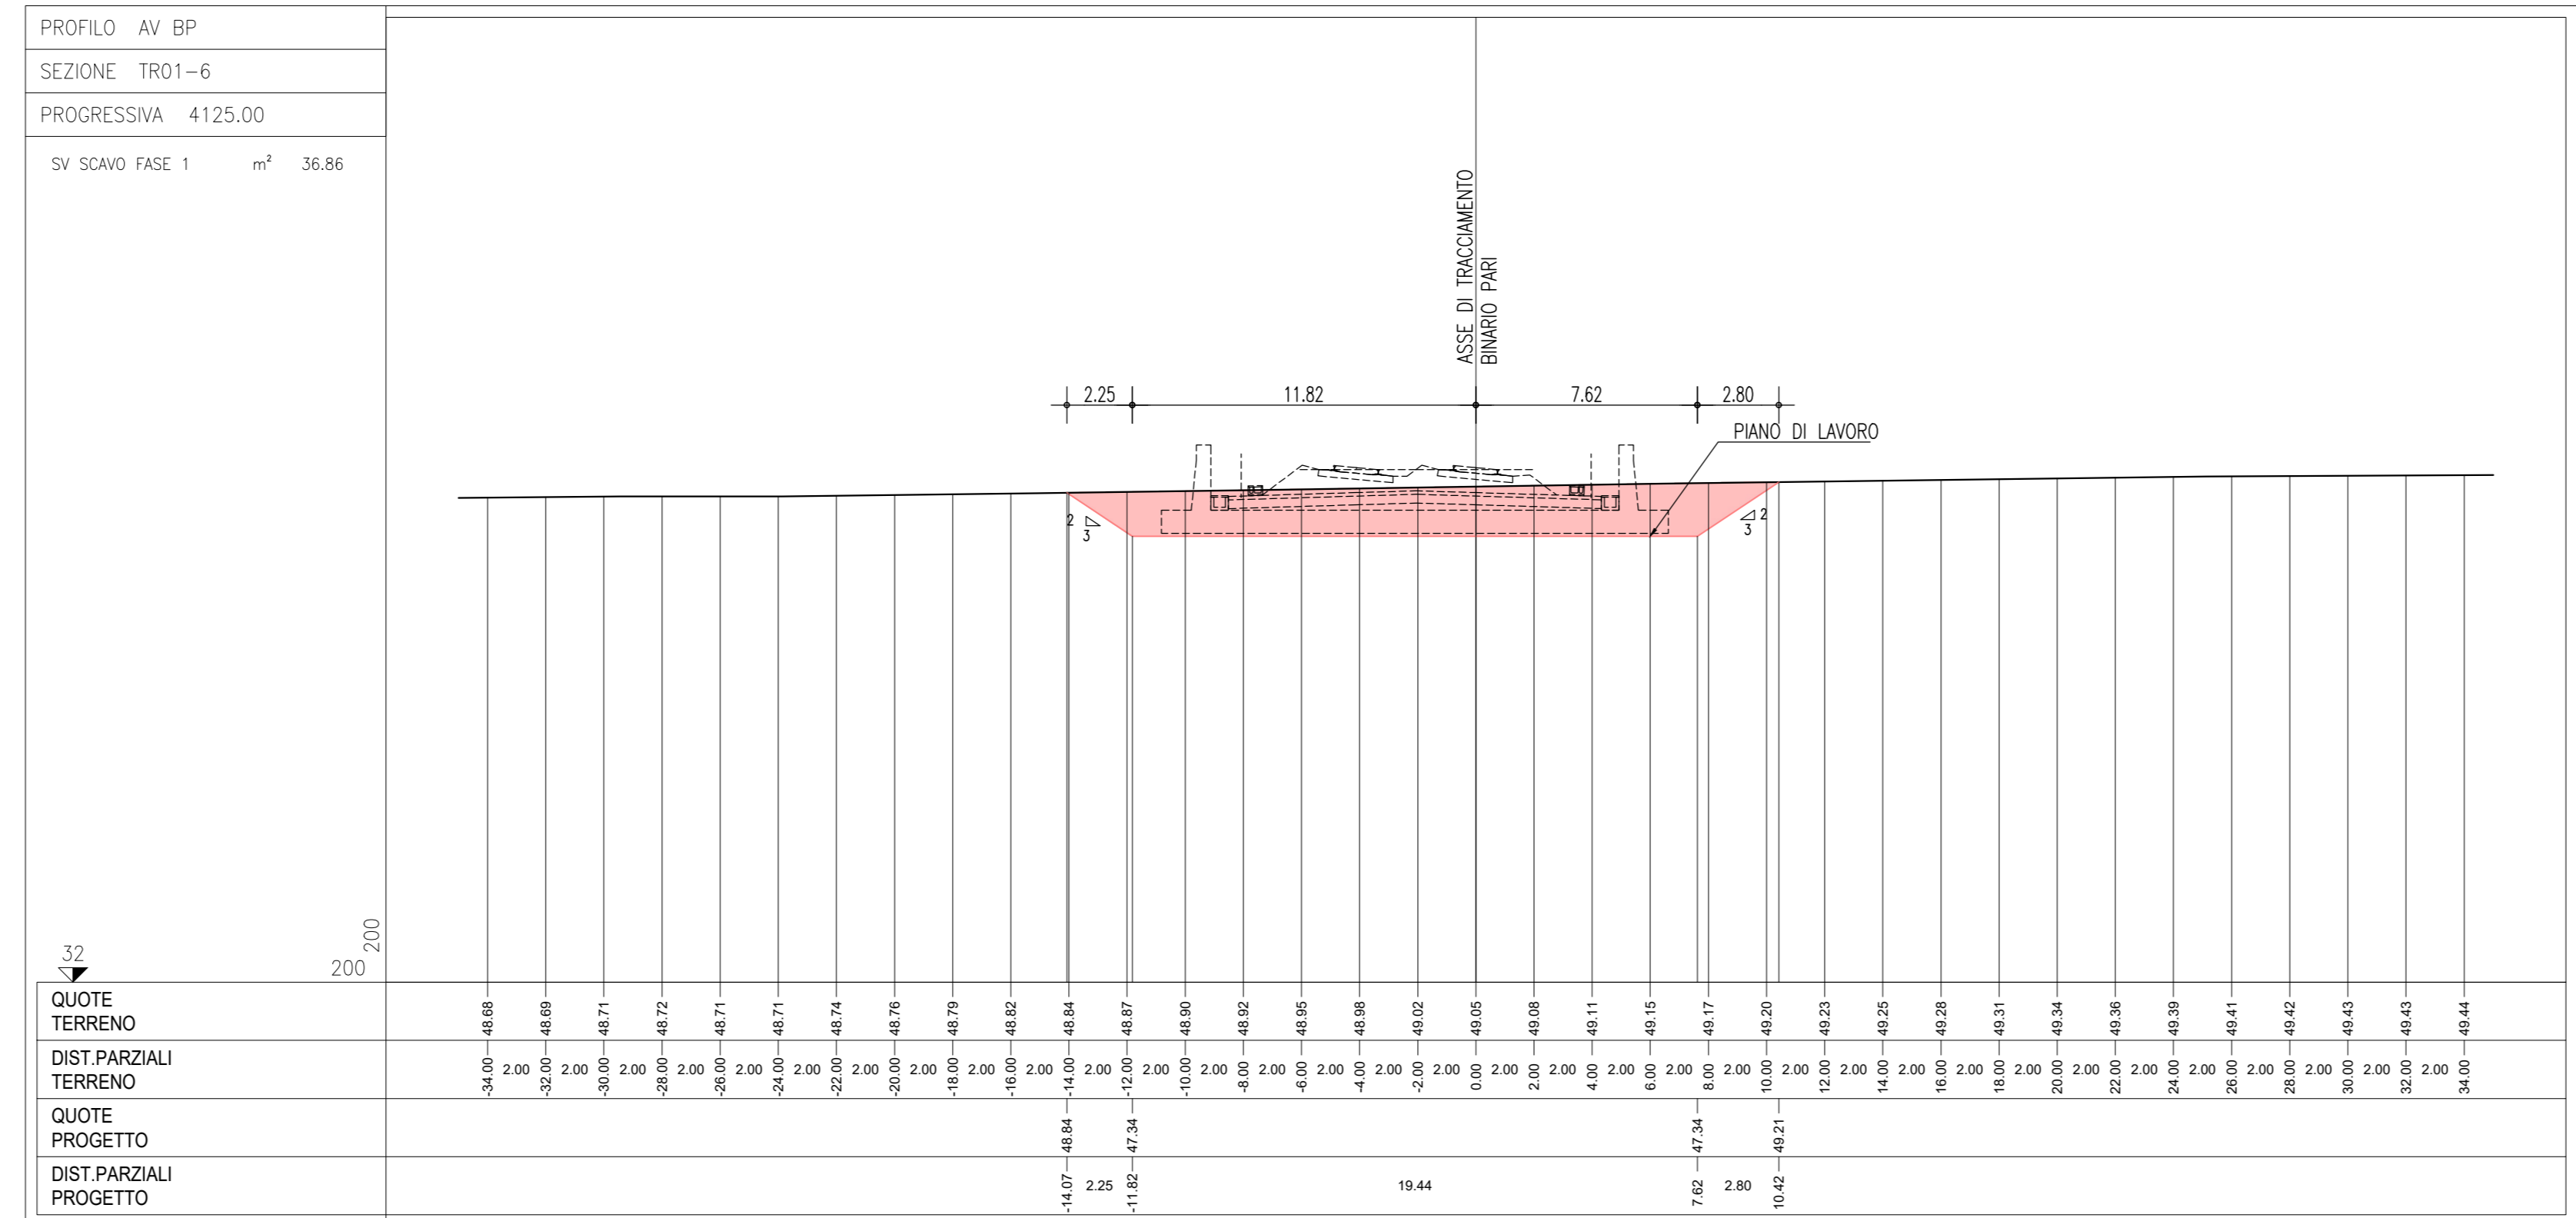 PROFILO AV BP
SEZIONE TR01-6
PROGRESSIVA 4125.00
SV SCAVO FASE 1 m² 36.86
ASSE DI TRACCIAMENTO
BINARIO PARI
2.25 11.82 7.62 2.80
PIANO DI LAVORO
2
3
2
3
32
200
200
QUOTE
TERRENO
48.68 48.69 48.71 48.72 48.71 48.71 48.74 48.76 48.79 48.82 48.84 48.87 48.90 48.92 48.95 48.98 49.02 49.05 49.08 49.11 49.15 49.17 49.20 49.23 49.25 49.28 49.31 49.34 49.36 49.39 49.41 49.42 49.43 49.43 49.44
DIST.PARZIALI
TERRENO
-34.00 2.00 -32.00 2.00 -30.00 2.00 -28.00 2.00 -26.00 2.00 -24.00 2.00 -22.00 2.00 -20.00 2.00 -18.00 2.00 -16.00 2.00 -14.00 2.00 -12.00 2.00 -10.00 2.00 -8.00 2.00 -6.00 2.00 -4.00 2.00 -2.00 2.00 0.00 2.00 2.00 2.00 4.00 2.00 6.00 2.00 8.00 2.00 10.00 2.00 12.00 2.00 14.00 2.00 16.00 2.00 18.00 2.00 20.00 2.00 22.00 2.00 24.00 2.00 26.00 2.00 28.00 2.00 30.00 2.00 32.00 2.00 34.00
QUOTE
PROGETTO
48.84 47.34 47.34 49.21
DIST.PARZIALI
PROGETTO
-14.07 2.25 -11.82 19.44 7.62 2.80 10.42